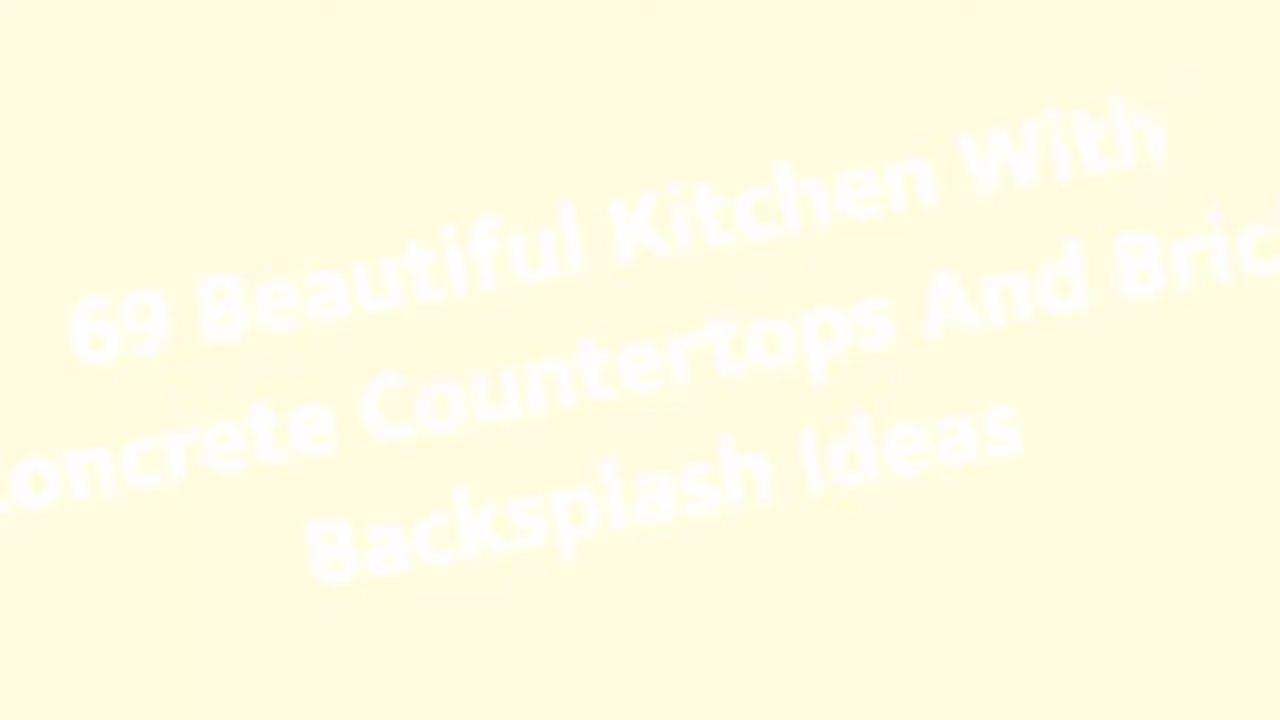 69 Beautiful Kitchen With
Concrete Countertops And Bric
Backsplash Ideas